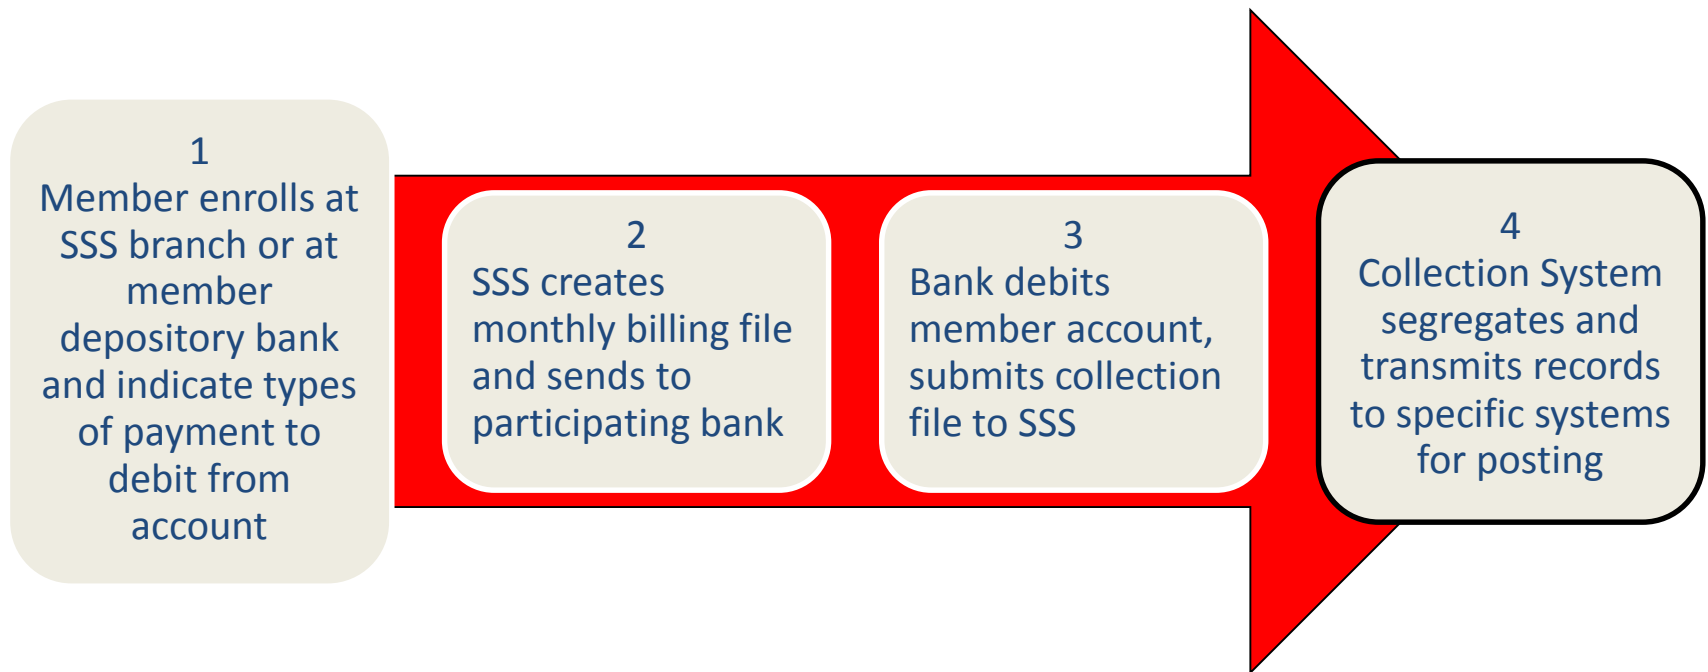 1
Member enrolls at
SSS branch or at
member
depository bank
and indicate types
of payment to
debit from
account
2
SSS creates
monthly billing file
and sends to
participating bank
3
Bank debits
member account,
submits collection
file to SSS
4
Collection System
segregates and
transmits records
to specific systems
for posting